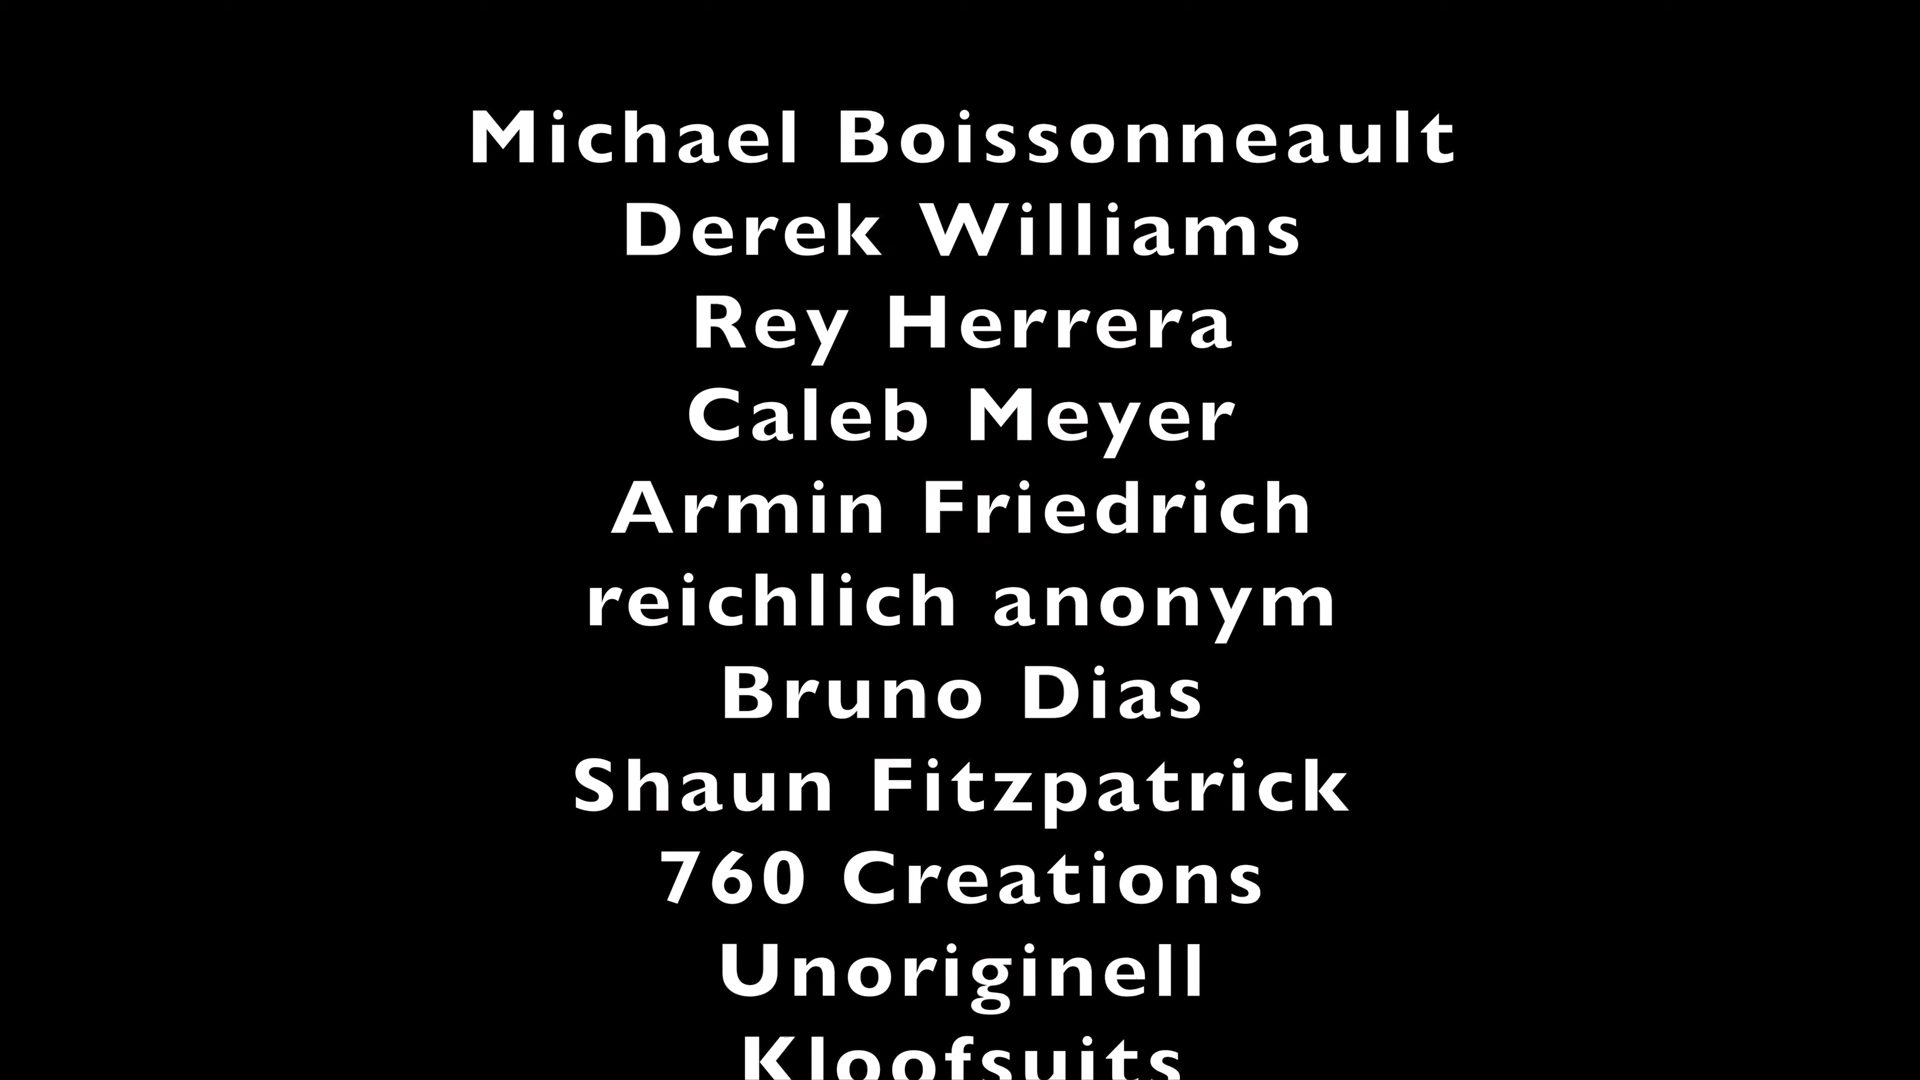 Michael Boissonneault
Derek Williams
Rey Herrera
Caleb Meyer
Armin Friedrich
reichlich anonym
Bruno Dias
Shaun Fitzpatrick
760 Creations
Unoriginell
Kloofsuits